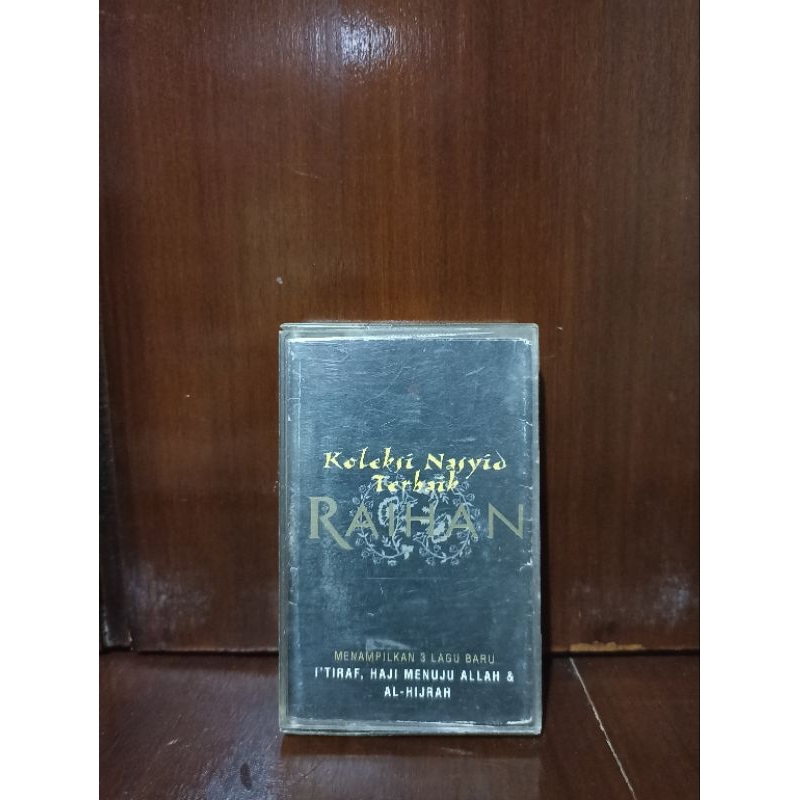 Koleksi Nasyid
Terbaik
RAIHAN
MENAMPILKAN 3 LAGU BARU
I'TIRAF, HAJI MENUJU ALLAH &
AL-HIJRAH